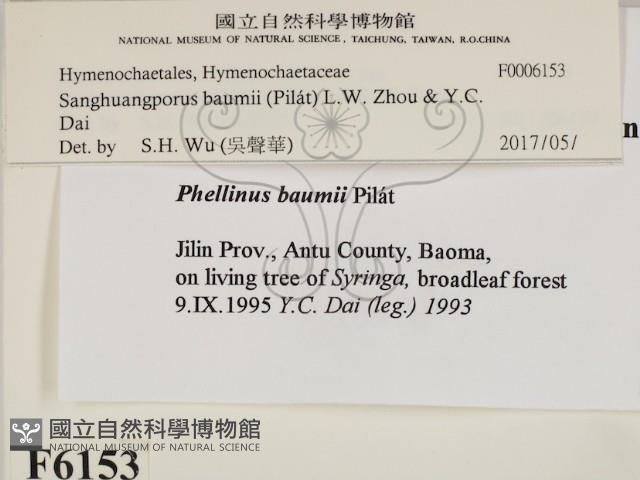 國立自然科學博物館
NATIONAL MUSEUM OF NATURAL SCIENCE, TAICHUNG, TAIWAN, R.O.CHINA
Hymenochaetales, Hymenochaetaceae F0006153
Sanghuangporus baumii (Pilát) L.W. Zhou & Y.C.
Dai
Det. by S.H. Wu (吳聲華) 2017/05/
n
Phellinus baumii Pilát
Jilin Prov., Antu County, Baoma,
on living tree of Syringa, broadleaf forest
9.IX.1995 Y.C. Dai (leg.) 1993
國立自然科學博物館
NATIONAL MUSEUM OF NATURAL SCIENCE
F6153